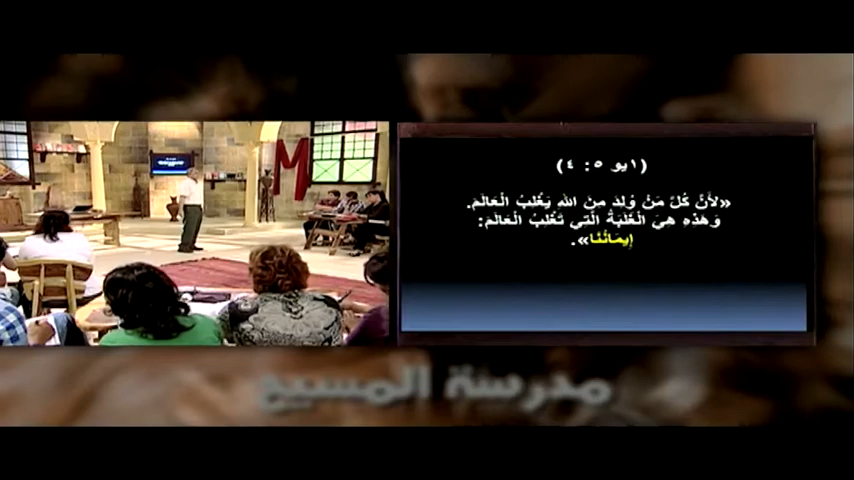 (١يو ٥: ٤)
«لأَنَّ كُلَّ مَنْ وُلِدَ مِنَ اللهِ يَغْلِبُ الْعَالَمَ.
وَهذِهِ هِيَ الْغَلَبَةُ الَّتِي تَغْلِبُ الْعَالَمَ:
إِيمَانُنَا».
مدرسة المسيح